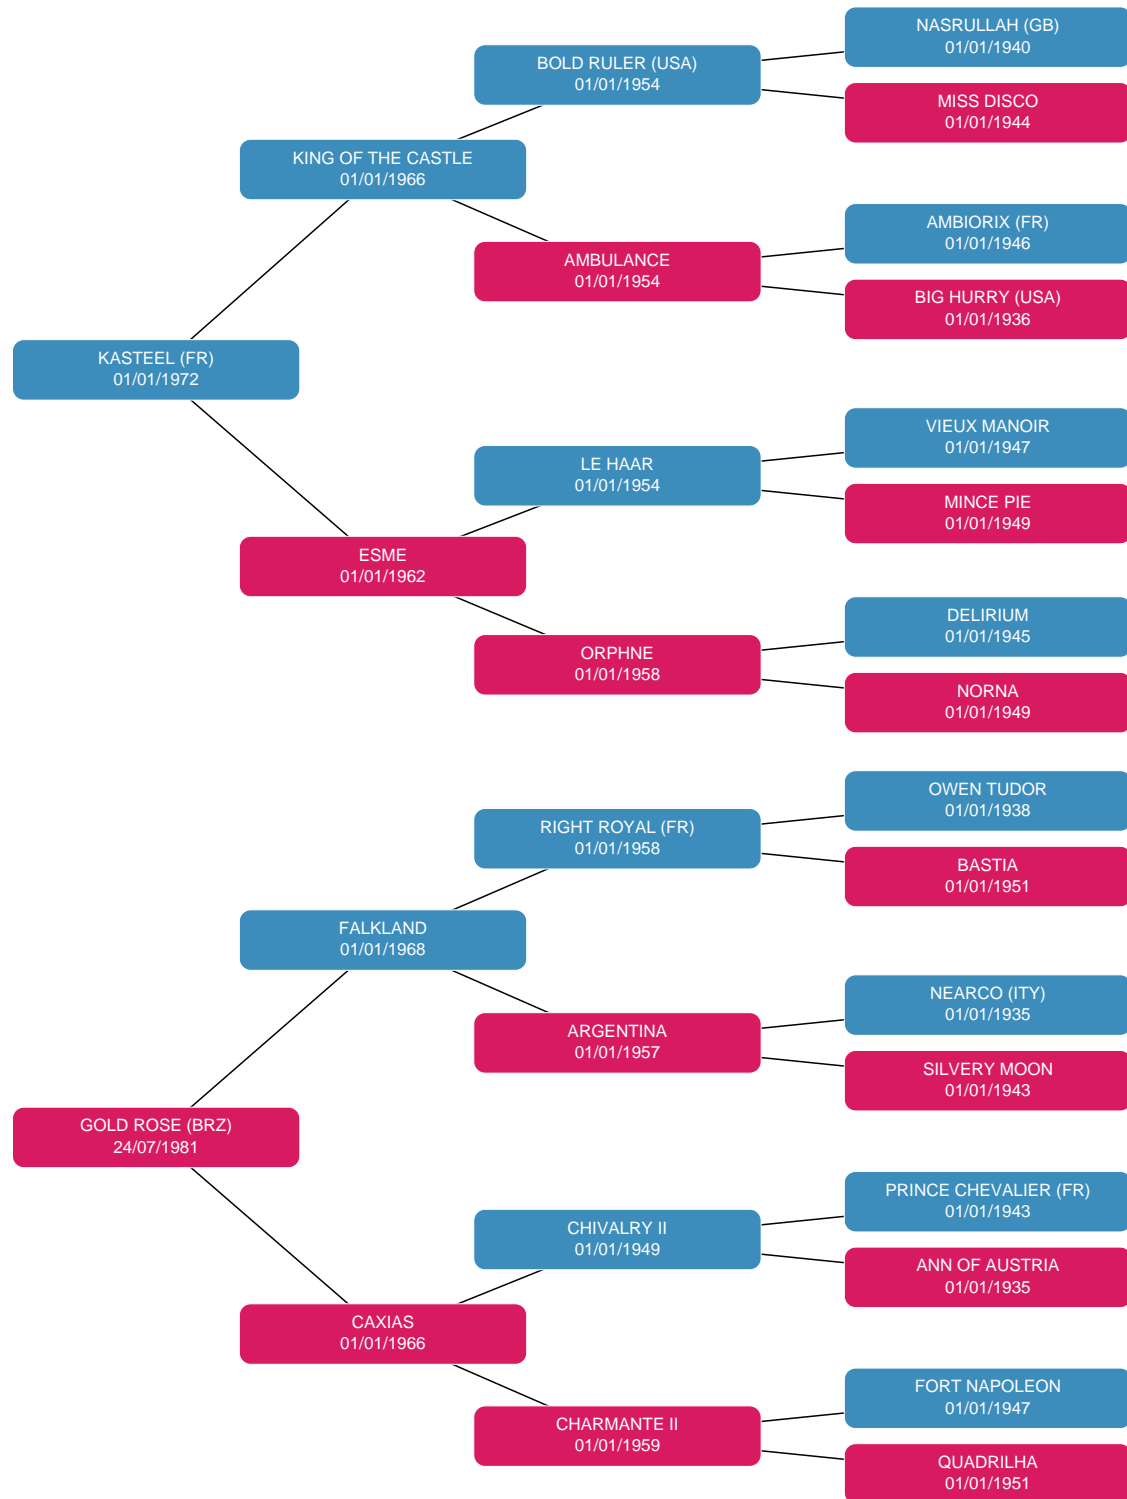 NASRULLAH (GB)
01/01/1940
BOLD RULER (USA)
01/01/1954
MISS DISCO
01/01/1944
KING OF THE CASTLE
01/01/1966
AMBIORIX (FR)
01/01/1946
AMBULANCE
01/01/1954
BIG HURRY (USA)
01/01/1936
KASTEEL (FR)
01/01/1972
VIEUX MANOIR
01/01/1947
LE HAAR
01/01/1954
MINCE PIE
01/01/1949
ESME
01/01/1962
DELIRIUM
01/01/1945
ORPHNE
01/01/1958
NORNA
01/01/1949
OWEN TUDOR
01/01/1938
RIGHT ROYAL (FR)
01/01/1958
BASTIA
01/01/1951
FALKLAND
01/01/1968
NEARCO (ITY)
01/01/1935
ARGENTINA
01/01/1957
SILVERY MOON
01/01/1943
GOLD ROSE (BRZ)
24/07/1981
PRINCE CHEVALIER (FR)
01/01/1943
CHIVALRY II
01/01/1949
ANN OF AUSTRIA
01/01/1935
CAXIAS
01/01/1966
FORT NAPOLEON
01/01/1947
CHARMANTE II
01/01/1959
QUADRILHA
01/01/1951